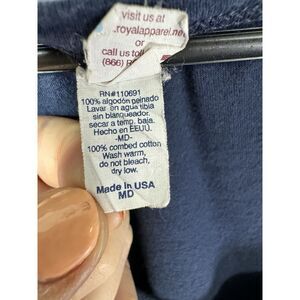 visit us at
.royalapparel.ne
or
call us toll
(866)
RN#110691
100% algodón peinado
Lavar en agua tibia
sin blanqueador.
secar a temp. baja.
Hecho en EEUU.
-MD-
100% combed cotton
Wash warm,
do not bleach,
dry low.
Made in USA
MD